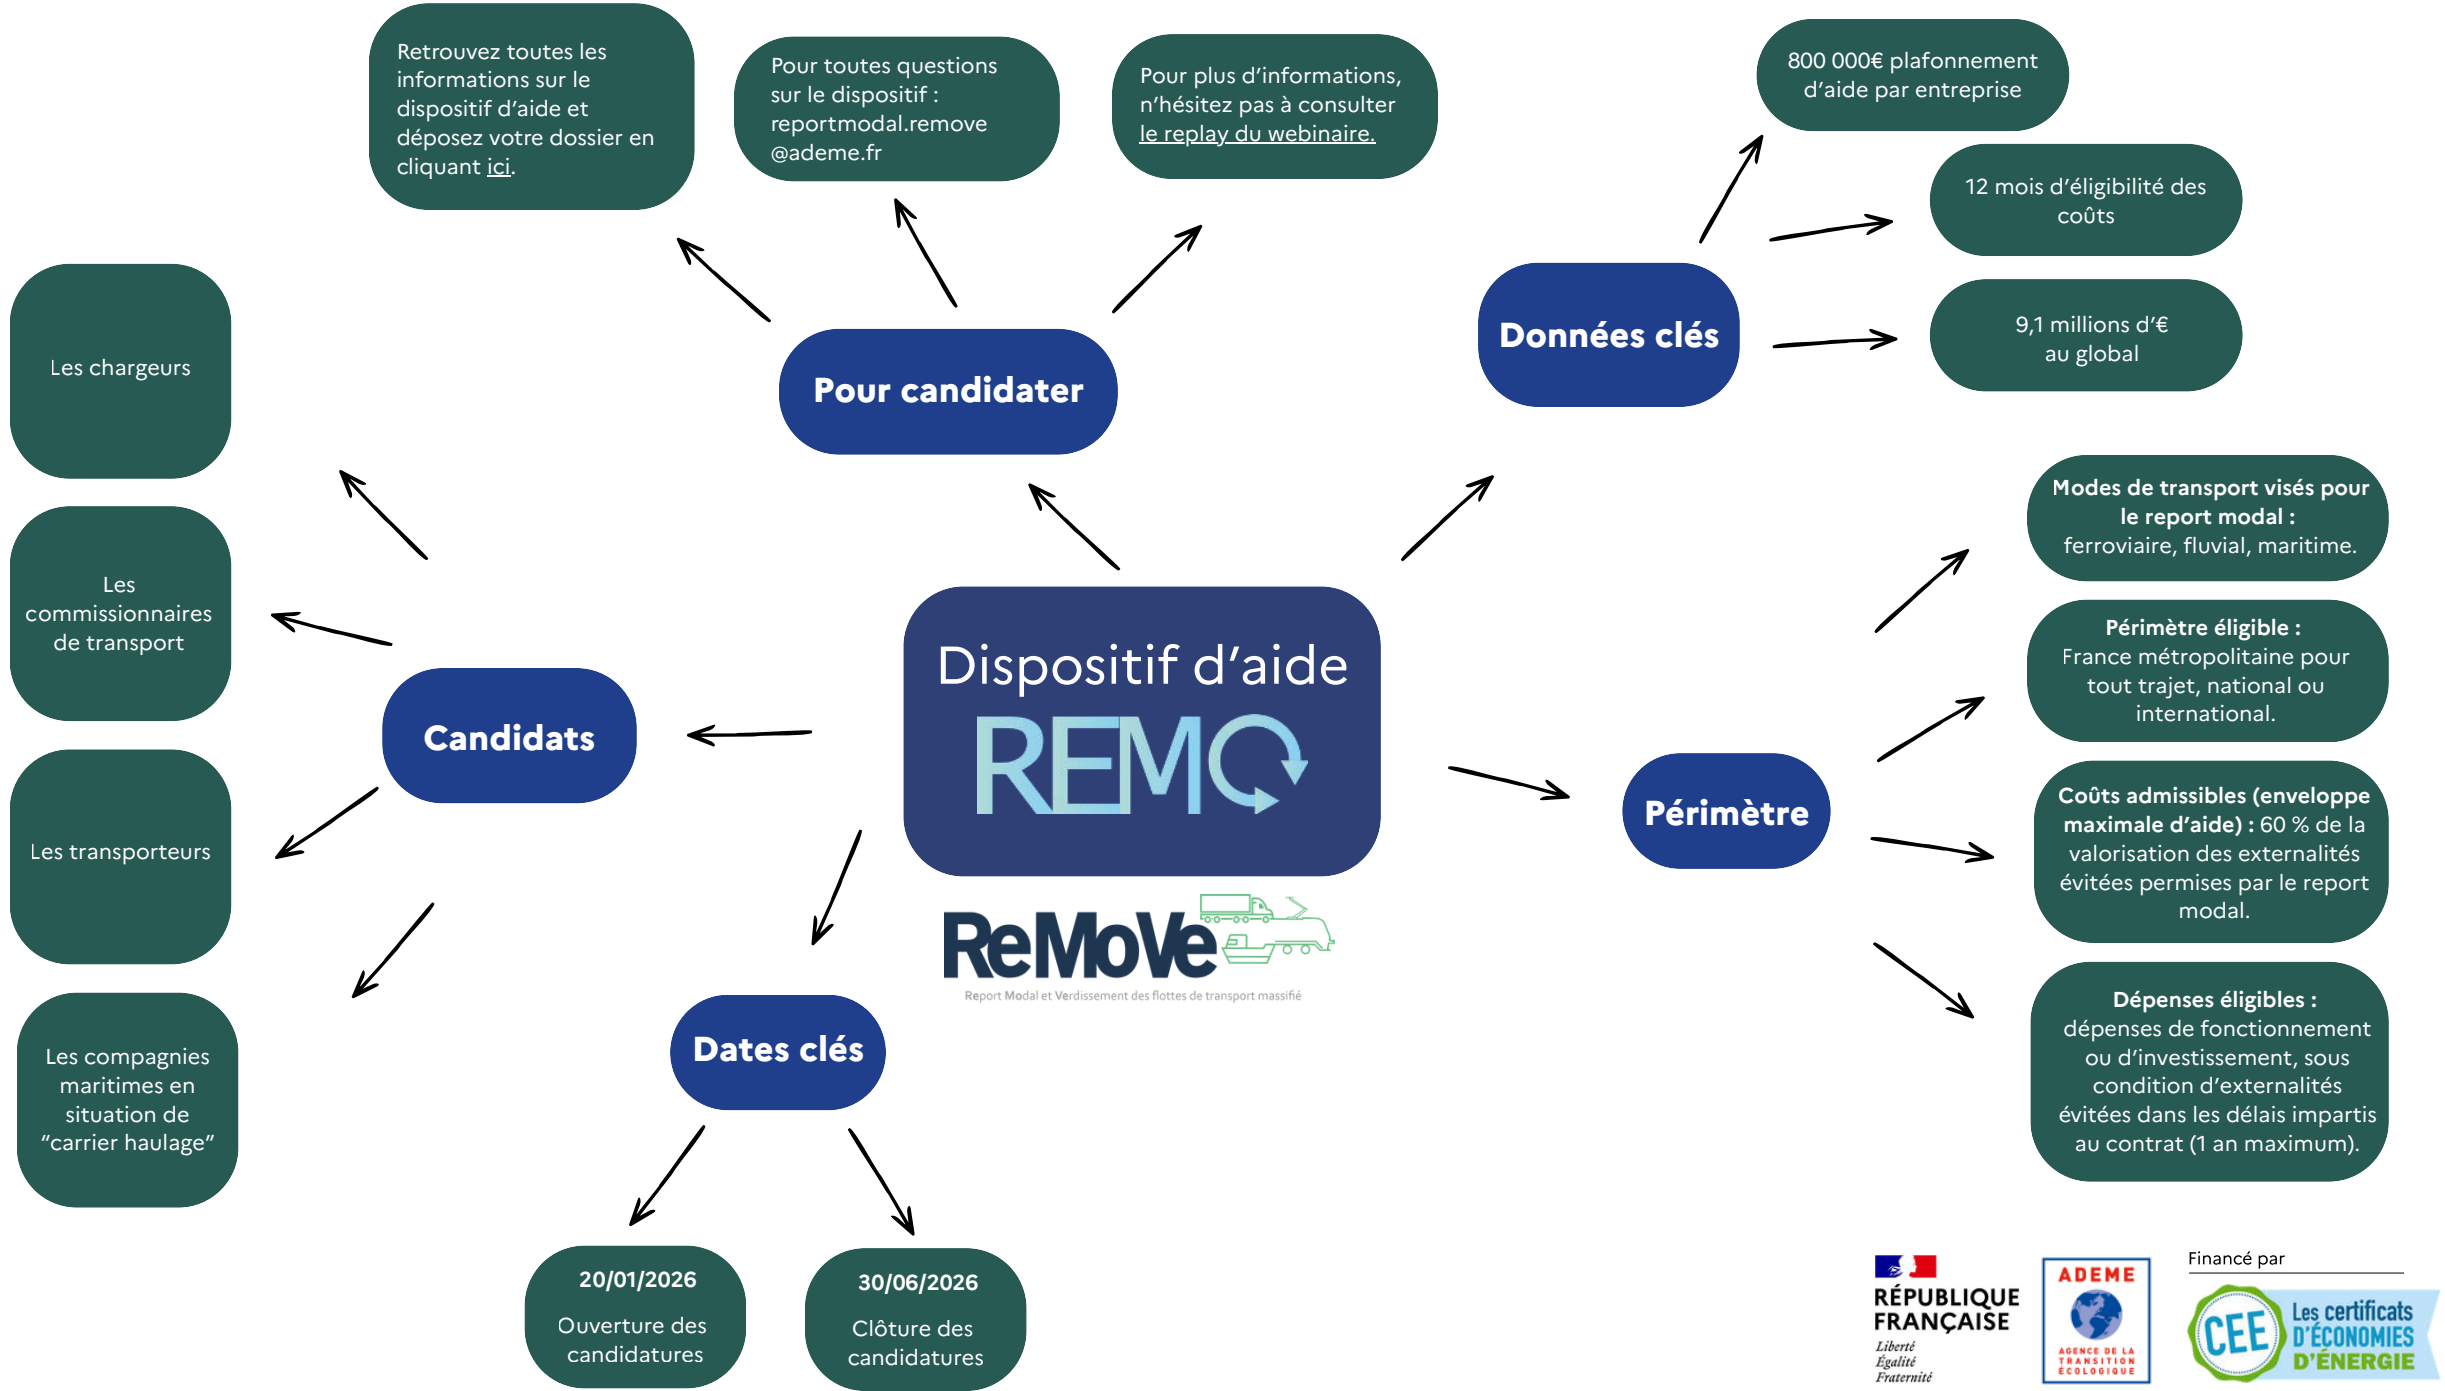 Retrouvez toutes les
informations sur le
dispositif d'aide et
déposez votre dossier en
cliquant ici.
Pour toutes questions
sur le dispositif :
reportmodal.remove
@ademe.fr
Pour plus d'informations,
n'hésitez pas à consulter
le replay du webinaire.
800 000€ plafonnement
d'aide par entreprise
12 mois d'éligibilité des
coûts
9,1 millions d'€
au global
Données clés
Pour candidater
Les chargeurs
Les
commissionnaires
de transport
Les transporteurs
Les compagnies
maritimes en
situation de
“carrier haulage”
Candidats
Dispositif d'aide
REMO
ReMoVe
Report Modal et Verdissement des flottes de transport massifié
Périmètre
Modes de transport visés pour
le report modal :
ferroviaire, fluvial, maritime.
Périmètre éligible :
France métropolitaine pour
tout trajet, national ou
international.
Coûts admissibles (enveloppe
maximale d'aide) : 60 % de la
valorisation des externalités
évitées permises par le report
modal.
Dépenses éligibles :
dépenses de fonctionnement
ou d'investissement, sous
condition d'externalités
évitées dans les délais impartis
au contrat (1 an maximum).
Dates clés
20/01/2026
Ouverture des
candidatures
30/06/2026
Clôture des
candidatures
RÉPUBLIQUE
FRANÇAISE
Liberté
Égalité
Fraternité
ADEME
AGENCE DE LA
TRANSITION
ÉCOLOGIQUE
Financé par
CEE
Les certificats
D'ÉCONOMIES
D'ÉNERGIE